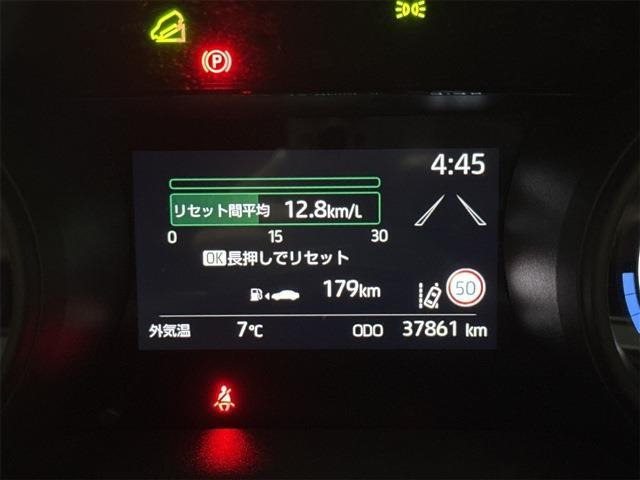 P
4:45
リセット間平均 12.8km/L
0 15 30
OK長押しでリセット
179km
50
外気温 7℃ ODO 37861 km